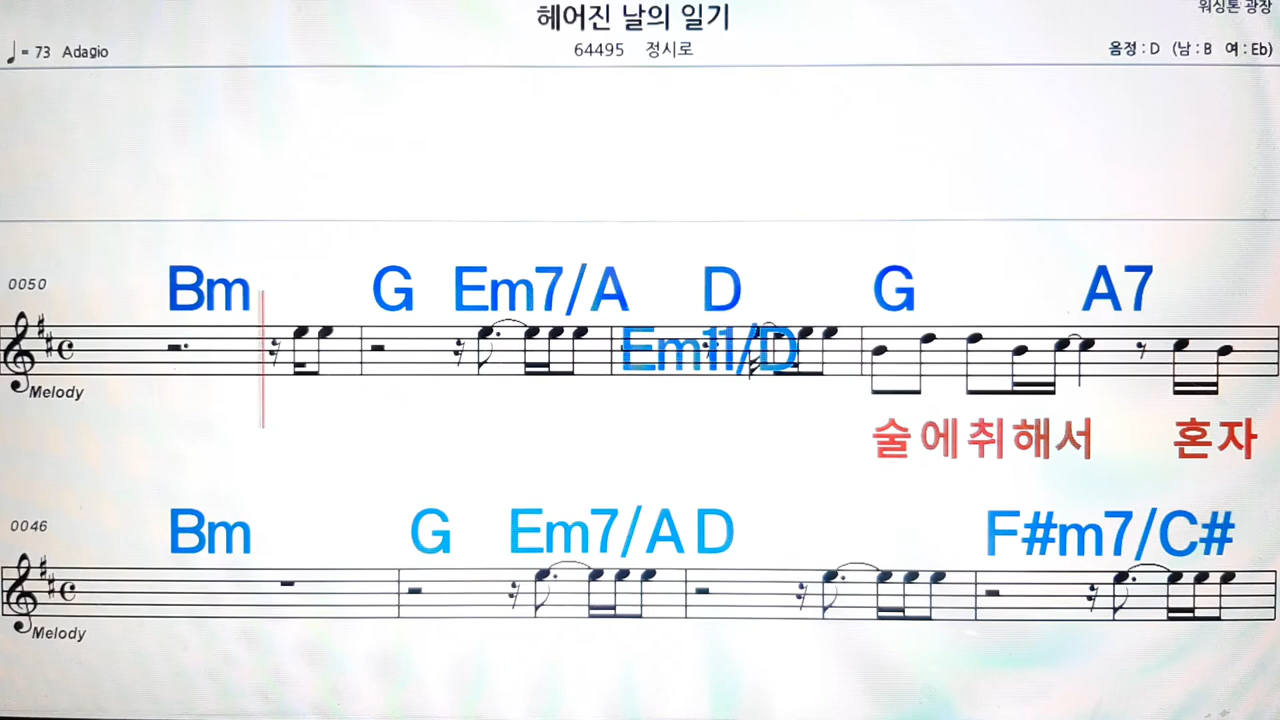 헤어진 날의 일기
워싱톤 광장
♩= 73 Adagio
64495 정시로
음정 : D (남 : B 여 : Eb)
0050
Bm G Em7/A D G A7
Em11/D
Melody
술에취해서 혼자
0046
Bm G Em7/A D F#m7/C#
Melody